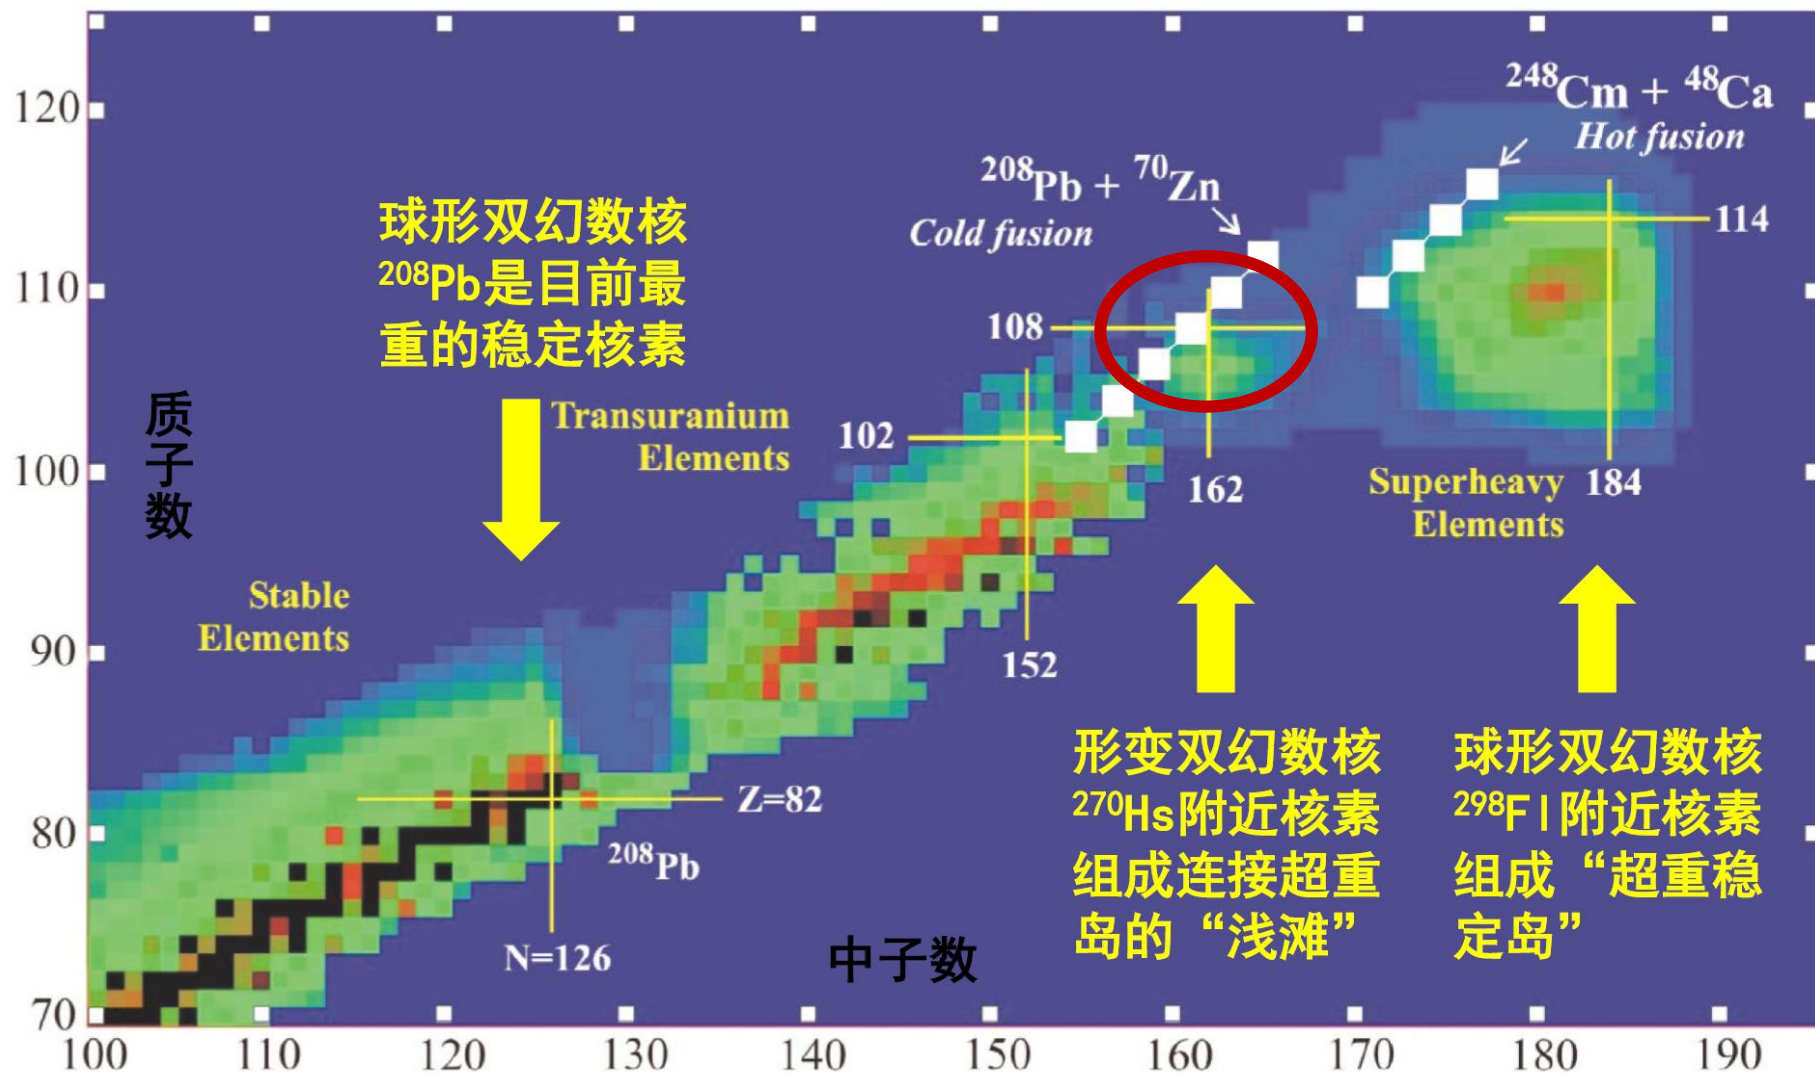 120
110
100
90
80
70
100
110
120
130
140
150
160
170
180
190
质
子
数
中子数
球形双幻数核
²⁰⁸Pb是目前最
重的稳定核素
Stable
Elements
Transuranium
Elements
Z=82
²⁰⁸Pb
N=126
102
152
108
162
²⁰⁸Pb + ⁷⁰Zn
Cold fusion
²⁴⁸Cm + ⁴⁸Ca
Hot fusion
114
184
Superheavy
Elements
形变双幻数核
²⁷⁰Hs附近核素
组成连接超重
岛的“浅滩”
球形双幻数核
²⁹⁸Fl附近核素
组成“超重稳
定岛”